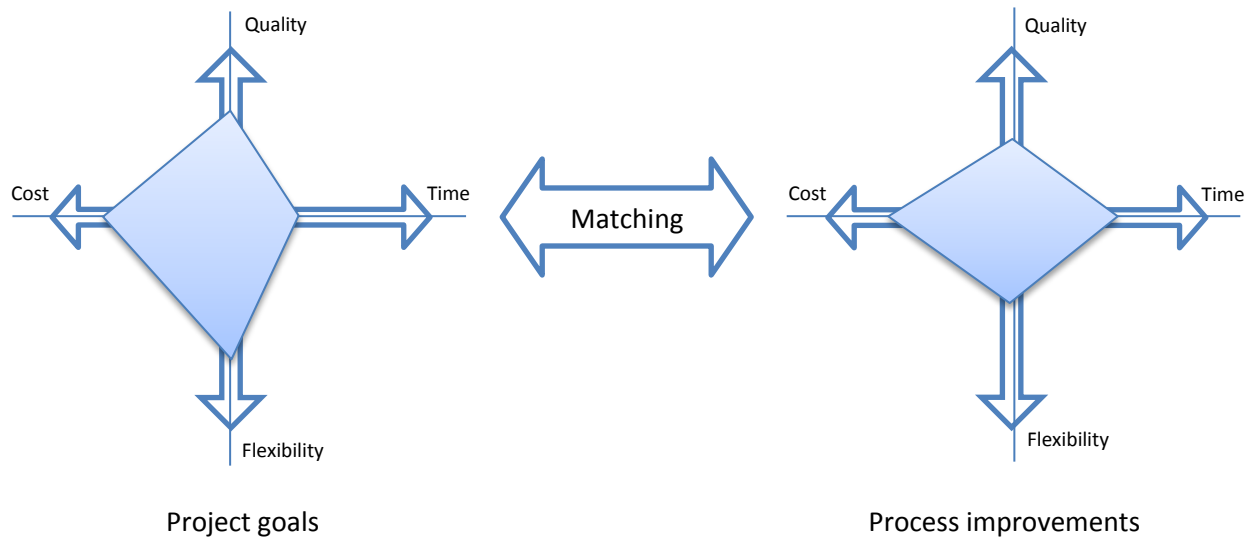 Quality
Cost
Time
Flexibility
Project goals
Matching
Quality
Cost
Time
Flexibility
Process improvements